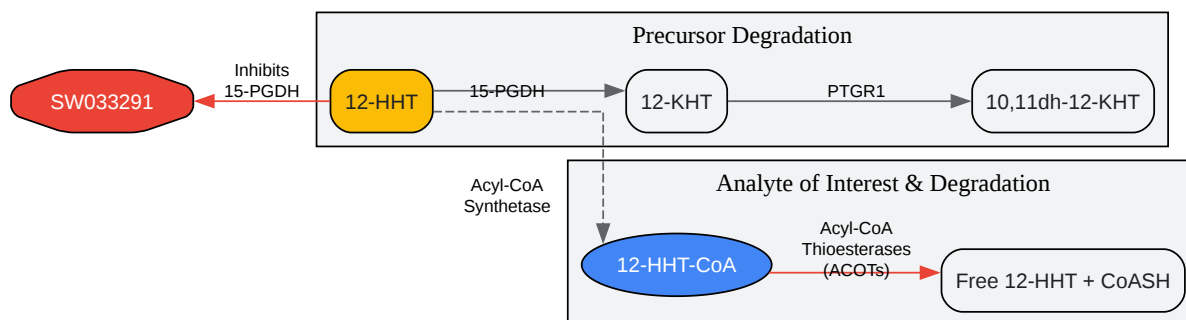 Precursor Degradation
Inhibits
15-PGDH
SW033291
12-HHT
15-PGDH
12-KHT
PTGR1
10,11dh-12-KHT
Acyl-CoA
Synthetase
Analyte of Interest & Degradation
12-HHT-CoA
Acyl-CoA
Thioesterases
(ACOTs)
Free 12-HHT + CoASH